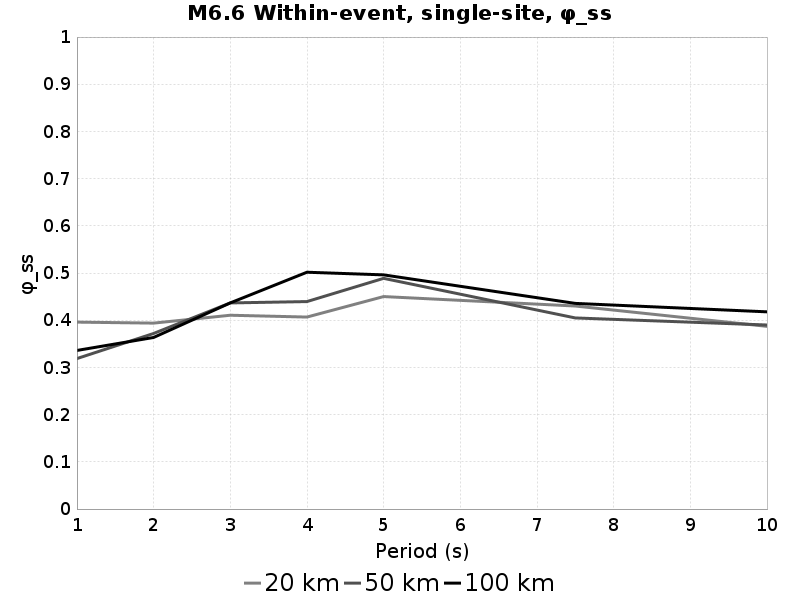 M6.6 Within-event, single-site, φ_ss
1
0.9
0.8
0.7
0.6
0.5
0.4
0.3
0.2
0.1
0
φ_ss
1 2 3 4 5 6 7 8 9 10
Period (s)
20 km 50 km 100 km